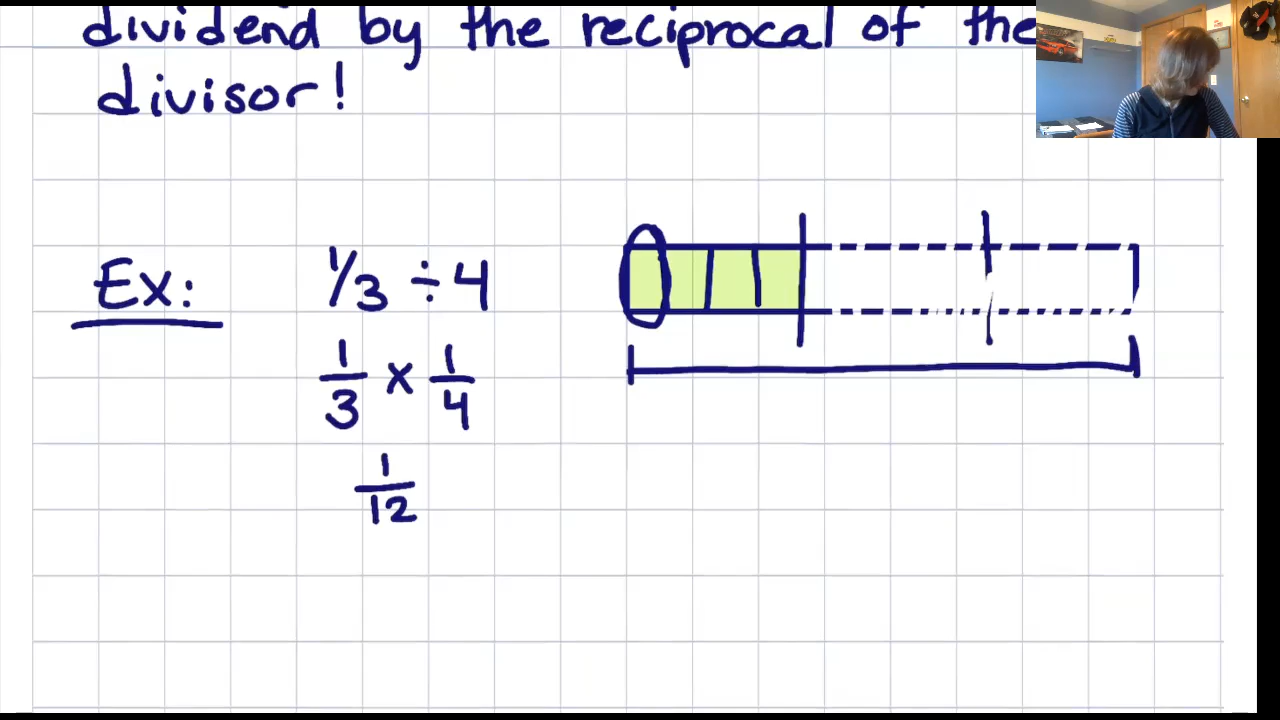 dividend by the reciprocal of the
divisor!
Ex: 1/3 ÷ 4
1/3 x 1/4
1/12